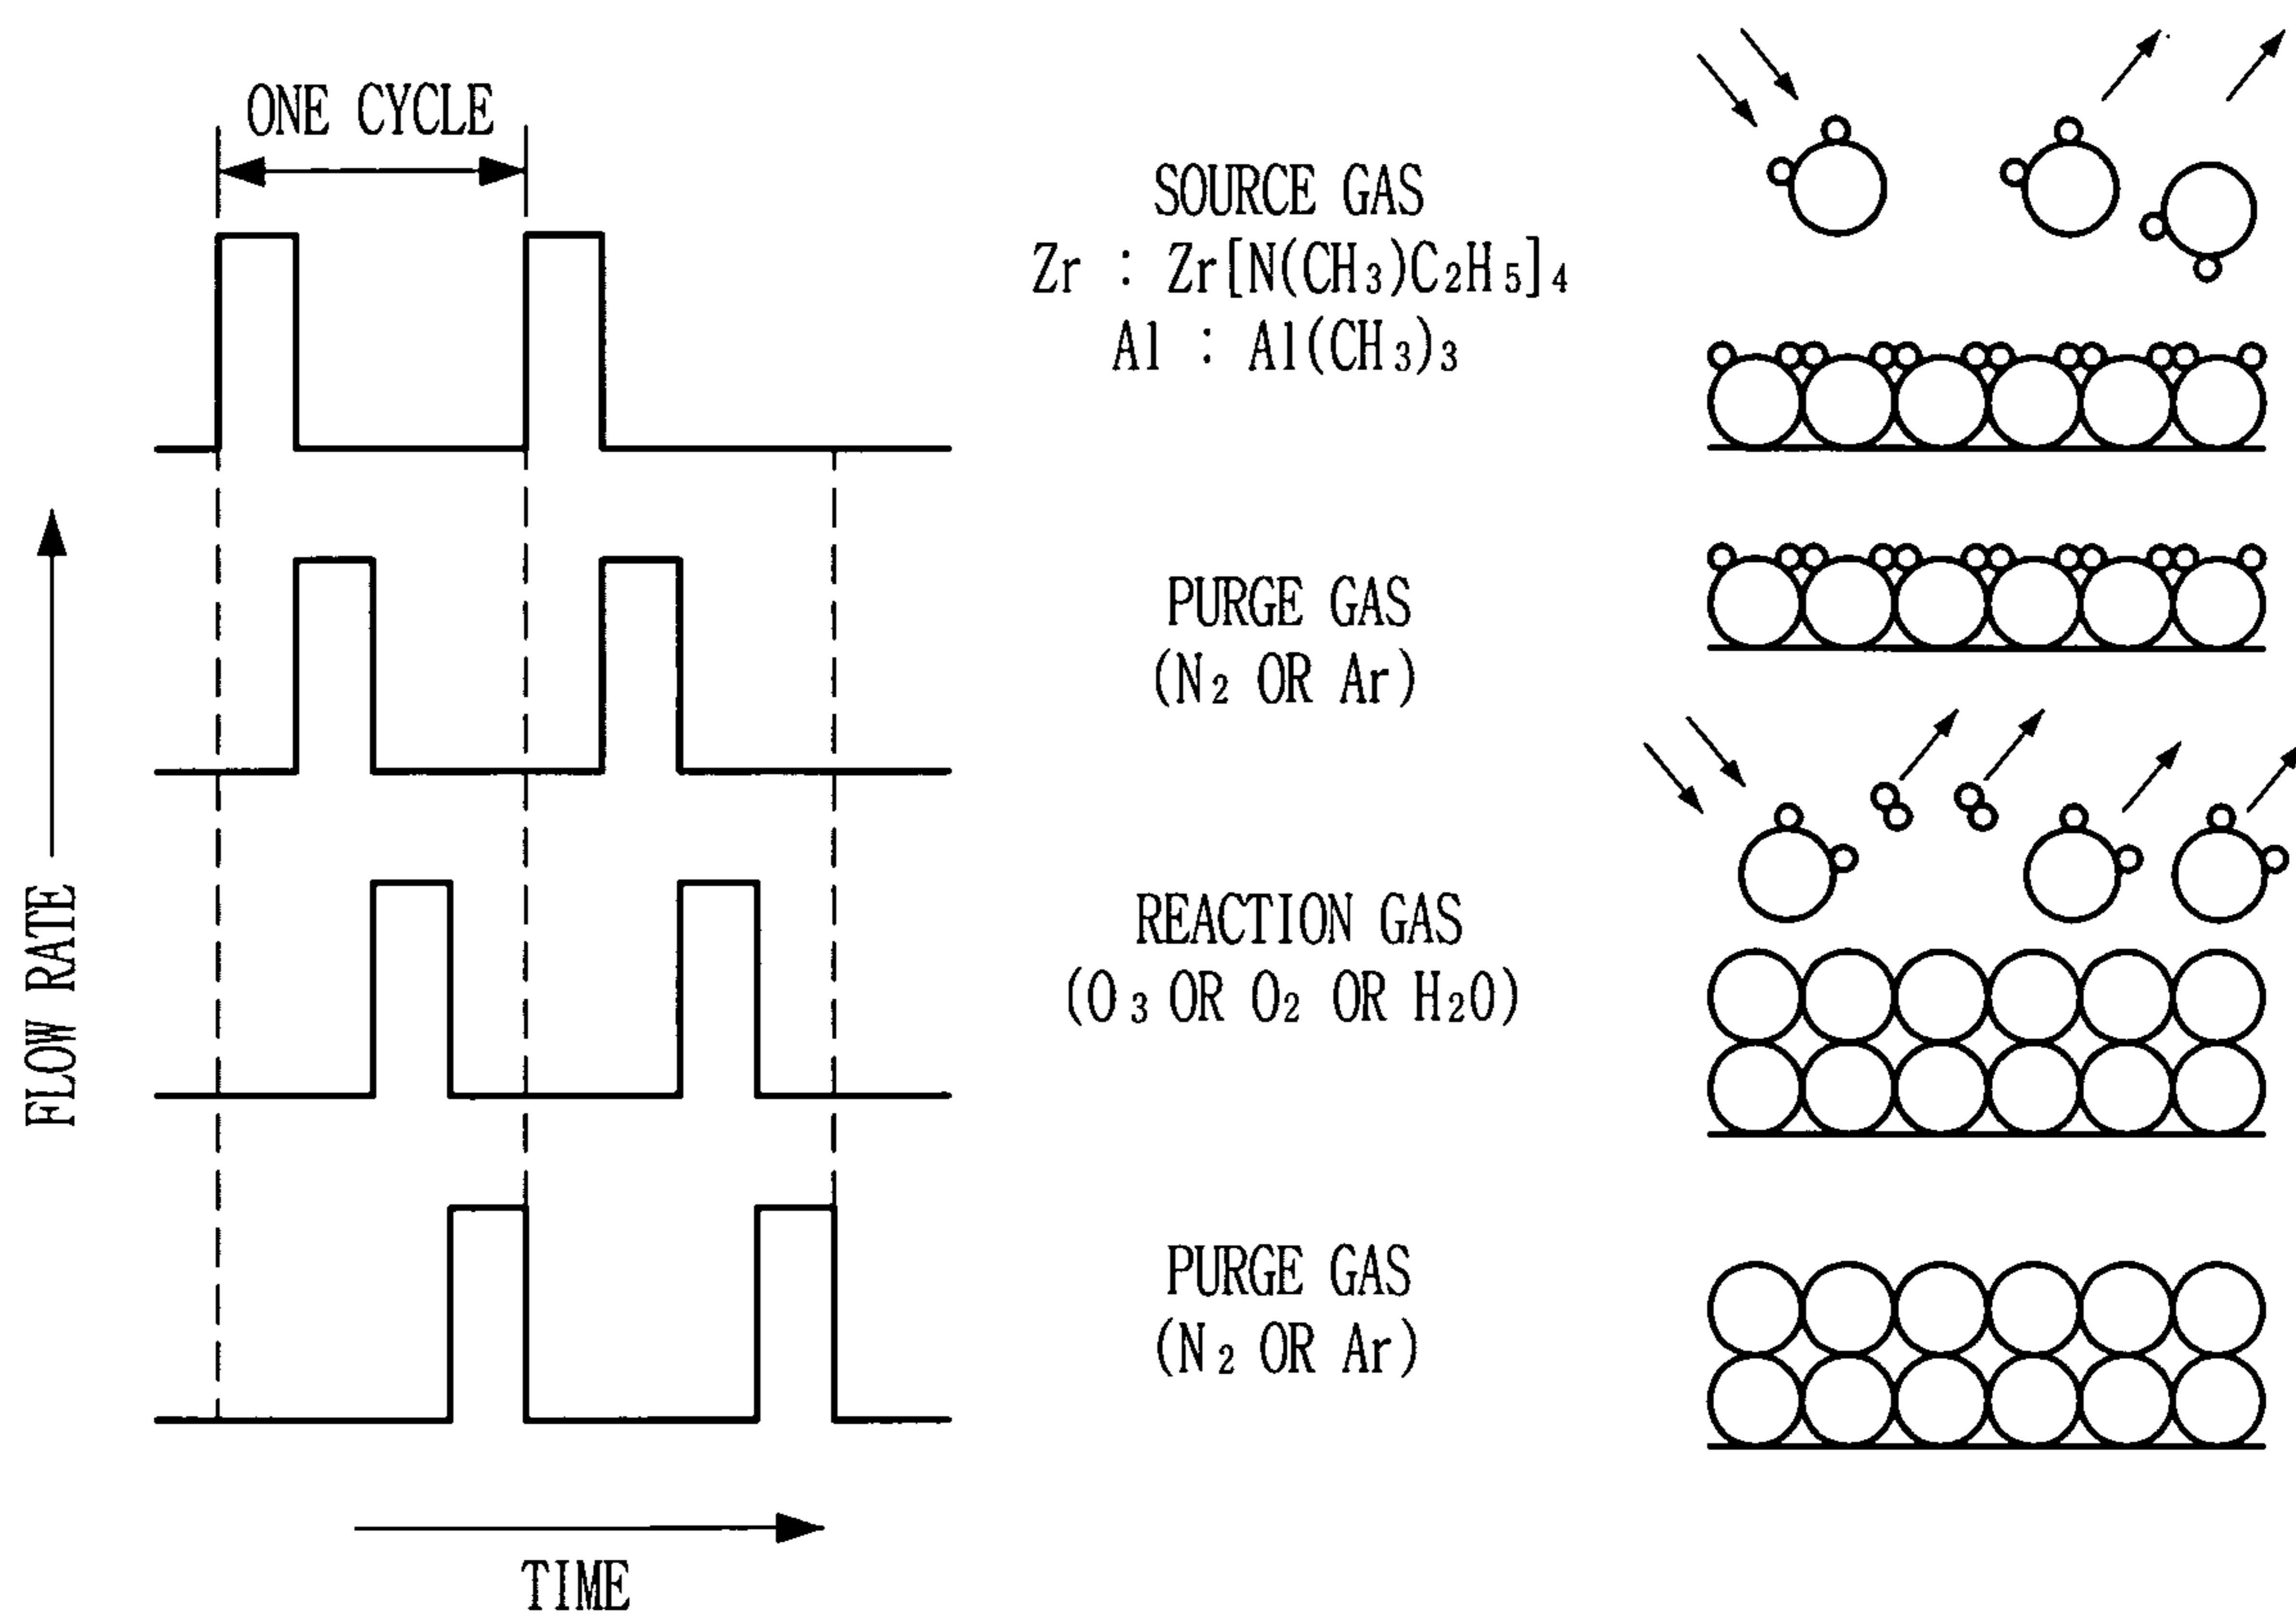 ONE CYCLE
SOURCE GAS
Zr : Zr[N(CH₃)C₂H₅]₄
Al : Al(CH₃)₃
PURGE GAS
(N₂ OR Ar)
FLOW RATE
REACTION GAS
(O₃ OR O₂ OR H₂O)
PURGE GAS
(N₂ OR Ar)
TIME